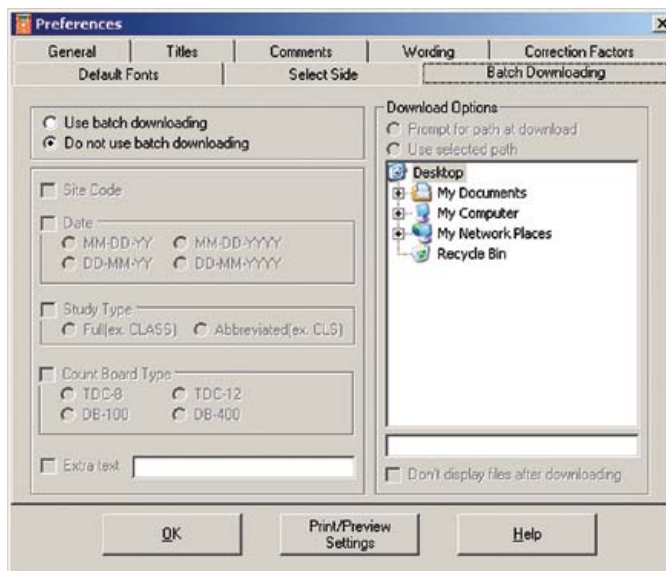 Preferences
General Titles Comments Wording Correction Factors
Default Fonts Select Side Batch Downloading
Use batch downloading
Do not use batch downloading
Site Code
Date
MM-DD-YY MM-DD-YYYY
DD-MM-YY DD-MM-YYYY
Study Type
Full(ex. CLASS) Abbreviated(ex. CLS)
Count Board Type
TDC-8 TDC-12
DB-100 DB-400
Extra text
Download Options
Prompt for path at download
Use selected path
Desktop
My Documents
My Computer
My Network Places
Recycle Bin
Don't display files after downloading
OK
Print/Preview
Settings
Help